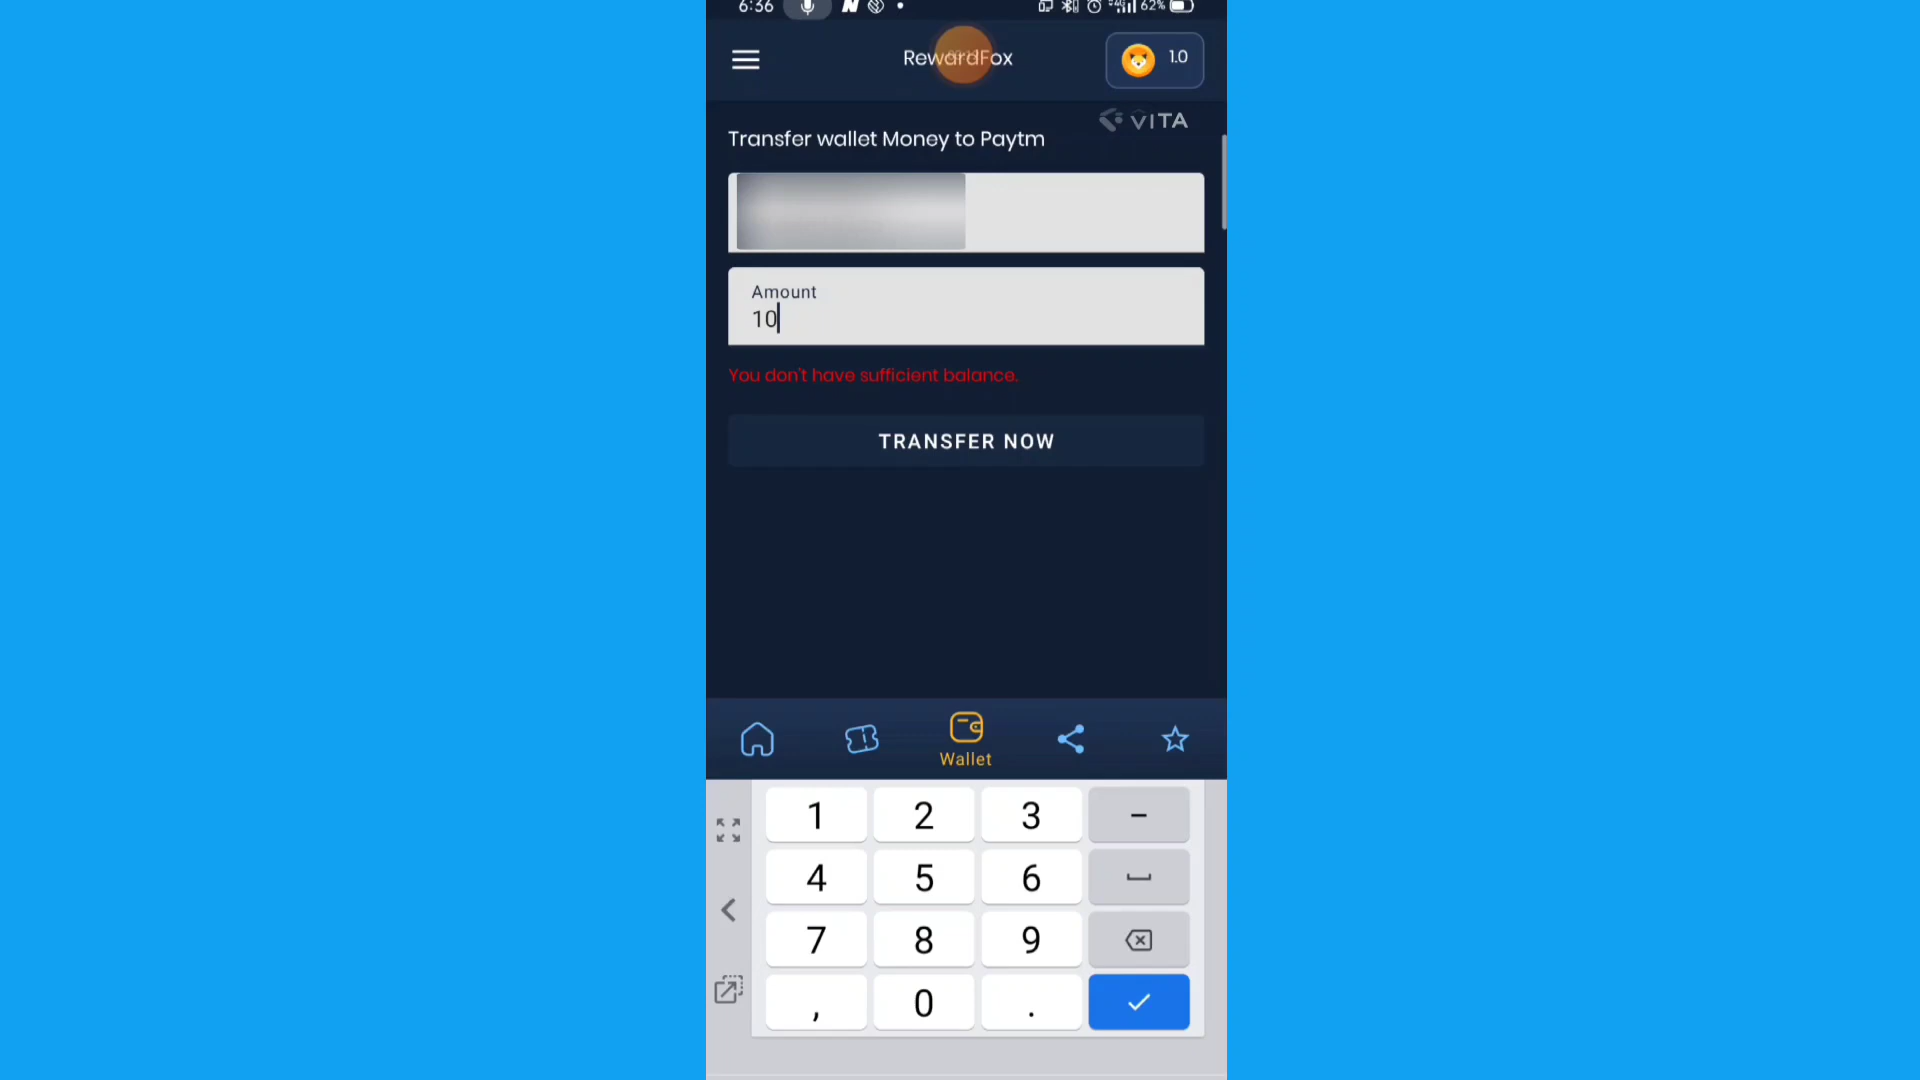 6:36
62%
RewardFox
1.0
VITA
Transfer wallet Money to Paytm
Amount
10
You don't have sufficient balance.
TRANSFER NOW
Wallet
1 2 3 -
4 5 6
7 8 9
, 0 .